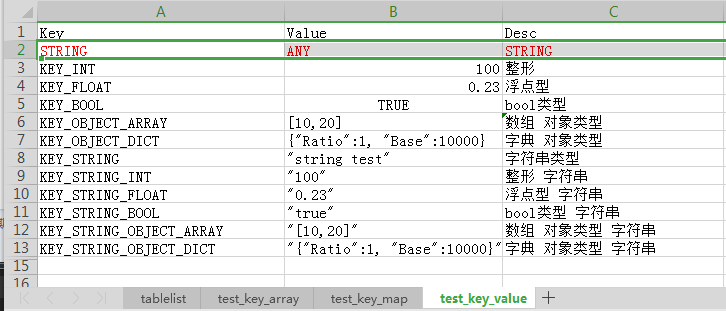 A B C
1 Key Value Desc
2 STRING ANY STRING
3 KEY_INT 100 整形
4 KEY_FLOAT 0.23 浮点型
5 KEY_BOOL TRUE bool类型
6 KEY_OBJECT_ARRAY [10,20] 数组 对象类型
7 KEY_OBJECT_DICT {"Ratio":1, "Base":10000} 字典 对象类型
8 KEY_STRING "string test" 字符串类型
9 KEY_STRING_INT "100" 整形 字符串
10 KEY_STRING_FLOAT "0.23" 浮点型 字符串
11 KEY_STRING_BOOL "true" bool类型 字符串
12 KEY_STRING_OBJECT_ARRAY "[10,20]" 数组 对象类型 字符串
13 KEY_STRING_OBJECT_DICT "{"Ratio":1, "Base":10000}" 字典 对象类型 字符串
15
16
tablelist test_key_array test_key_map test_key_value